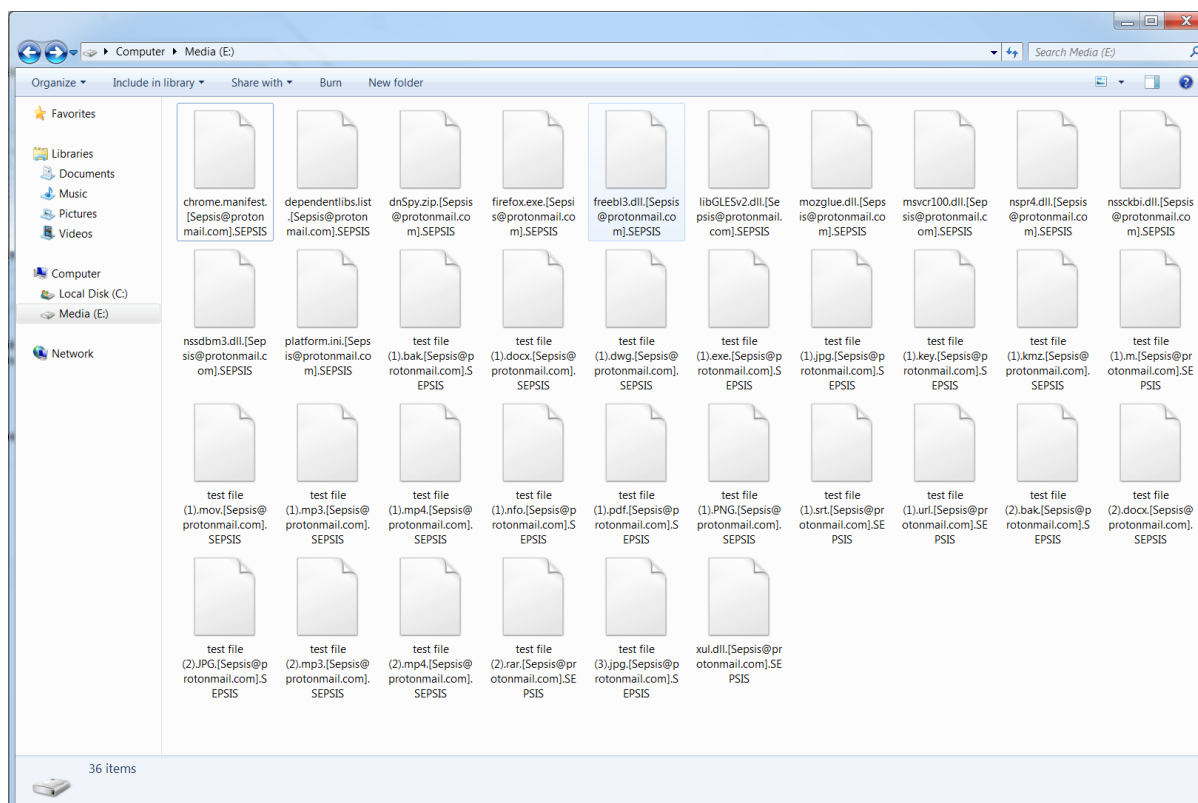 Computer Media (E:)
Search Media (E:)
Organize Include in library Share with Burn New folder
Favorites
Libraries
Documents
Music
Pictures
Videos
Computer
Local Disk (C:)
Media (E:)
Network
chrome.manifest.
[Sepsis@proton
mail.com].SEPSIS
dependentlibs.list
.[Sepsis@proton
mail.com].SEPSIS
dnSpy.zip.[Sepsis
@protonmail.co
m].SEPSIS
firefox.exe.[Sepsi
s@protonmail.co
m].SEPSIS
freebl3.dll.[Sepsis
@protonmail.co
m].SEPSIS
libGLESv2.dll.[Se
psis@protonmail.
com].SEPSIS
mozglue.dll.[Seps
is@protonmail.co
m].SEPSIS
msvcr100.dll.[Sep
sis@protonmail.c
om].SEPSIS
nspr4.dll.[Sepsis
@protonmail.co
m].SEPSIS
nssckbi.dll.[Sepsis
@protonmail.co
m].SEPSIS
nssdbm3.dll.[Sep
sis@protonmail.c
om].SEPSIS
platform.ini.[Seps
is@protonmail.co
m].SEPSIS
test file
(1).bak.[Sepsis@p
rotonmail.com].S
EPSIS
test file
(1).docx.[Sepsis@
protonmail.com].
SEPSIS
test file
(1).dwg.[Sepsis@
protonmail.com].
SEPSIS
test file
(1).exe.[Sepsis@p
rotonmail.com].S
EPSIS
test file
(1).jpg.[Sepsis@p
rotonmail.com].S
EPSIS
test file
(1).key.[Sepsis@p
rotonmail.com].S
EPSIS
test file
(1).kmz.[Sepsis@
protonmail.com].
SEPSIS
test file
(1).m.[Sepsis@pr
otonmail.com].SE
PSIS
test file
(1).mov.[Sepsis@
protonmail.com].
SEPSIS
test file
(1).mp3.[Sepsis@
protonmail.com].
SEPSIS
test file
(1).mp4.[Sepsis@
protonmail.com].
SEPSIS
test file
(1).nfo.[Sepsis@p
rotonmail.com].S
EPSIS
test file
(1).pdf.[Sepsis@p
rotonmail.com].S
EPSIS
test file
(1).PNG.[Sepsis@
protonmail.com].
SEPSIS
test file
(1).srt.[Sepsis@pr
otonmail.com].SE
PSIS
test file
(1).url.[Sepsis@pr
otonmail.com].SE
PSIS
test file
(2).bak.[Sepsis@p
rotonmail.com].S
EPSIS
test file
(2).docx.[Sepsis@
protonmail.com].
SEPSIS
test file
(2).JPG.[Sepsis@p
rotonmail.com].S
EPSIS
test file
(2).mp3.[Sepsis@
protonmail.com].
SEPSIS
test file
(2).mp4.[Sepsis@
protonmail.com].
SEPSIS
test file
(2).rar.[Sepsis@pr
otonmail.com].SE
PSIS
test file
(3).jpg.[Sepsis@p
rotonmail.com].S
EPSIS
xul.dll.[Sepsis@pr
otonmail.com].SE
PSIS
36 items